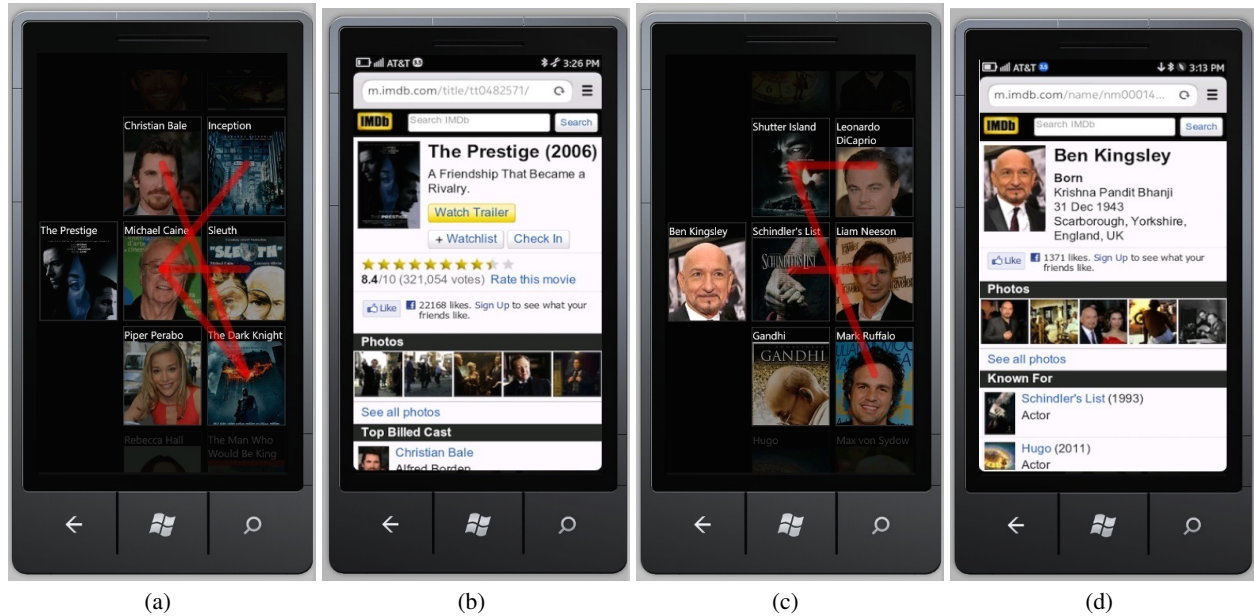 Christian Bale
Inception
The Prestige
Michael Caine
Sleuth
"SLEUTH"
Piper Perabo
The Dark Knight
Rebecca Hall
The Man Who
Would Be King
(a)
AT&T
3:26 PM
m.imdb.com/title/tt0482571/
IMDb
Search IMDb
Search
The Prestige (2006)
A Friendship That Became a
Rivalry.
Watch Trailer
+ Watchlist
Check In
8.4/10 (321,054 votes) Rate this movie
Like
22168 likes. Sign Up to see what your
friends like.
Photos
See all photos
Top Billed Cast
Christian Bale
Alfred Borden
(b)
Shutter Island
Leonardo
DiCaprio
Ben Kingsley
Schindler's List
Liam Neeson
SCHINDLER'S LIST
Gandhi
Mark Ruffalo
GANDHI
Hugo
Max von Sydow
(c)
AT&T
3:13 PM
m.imdb.com/name/nm00014...
IMDb
Search IMDb
Search
Ben Kingsley
Born
Krishna Pandit Bhanji
31 Dec 1943
Scarborough, Yorkshire,
England, UK
Like
1371 likes. Sign Up to see what your
friends like.
Photos
See all photos
Known For
Schindler's List (1993)
Actor
Hugo (2011)
Actor
(d)